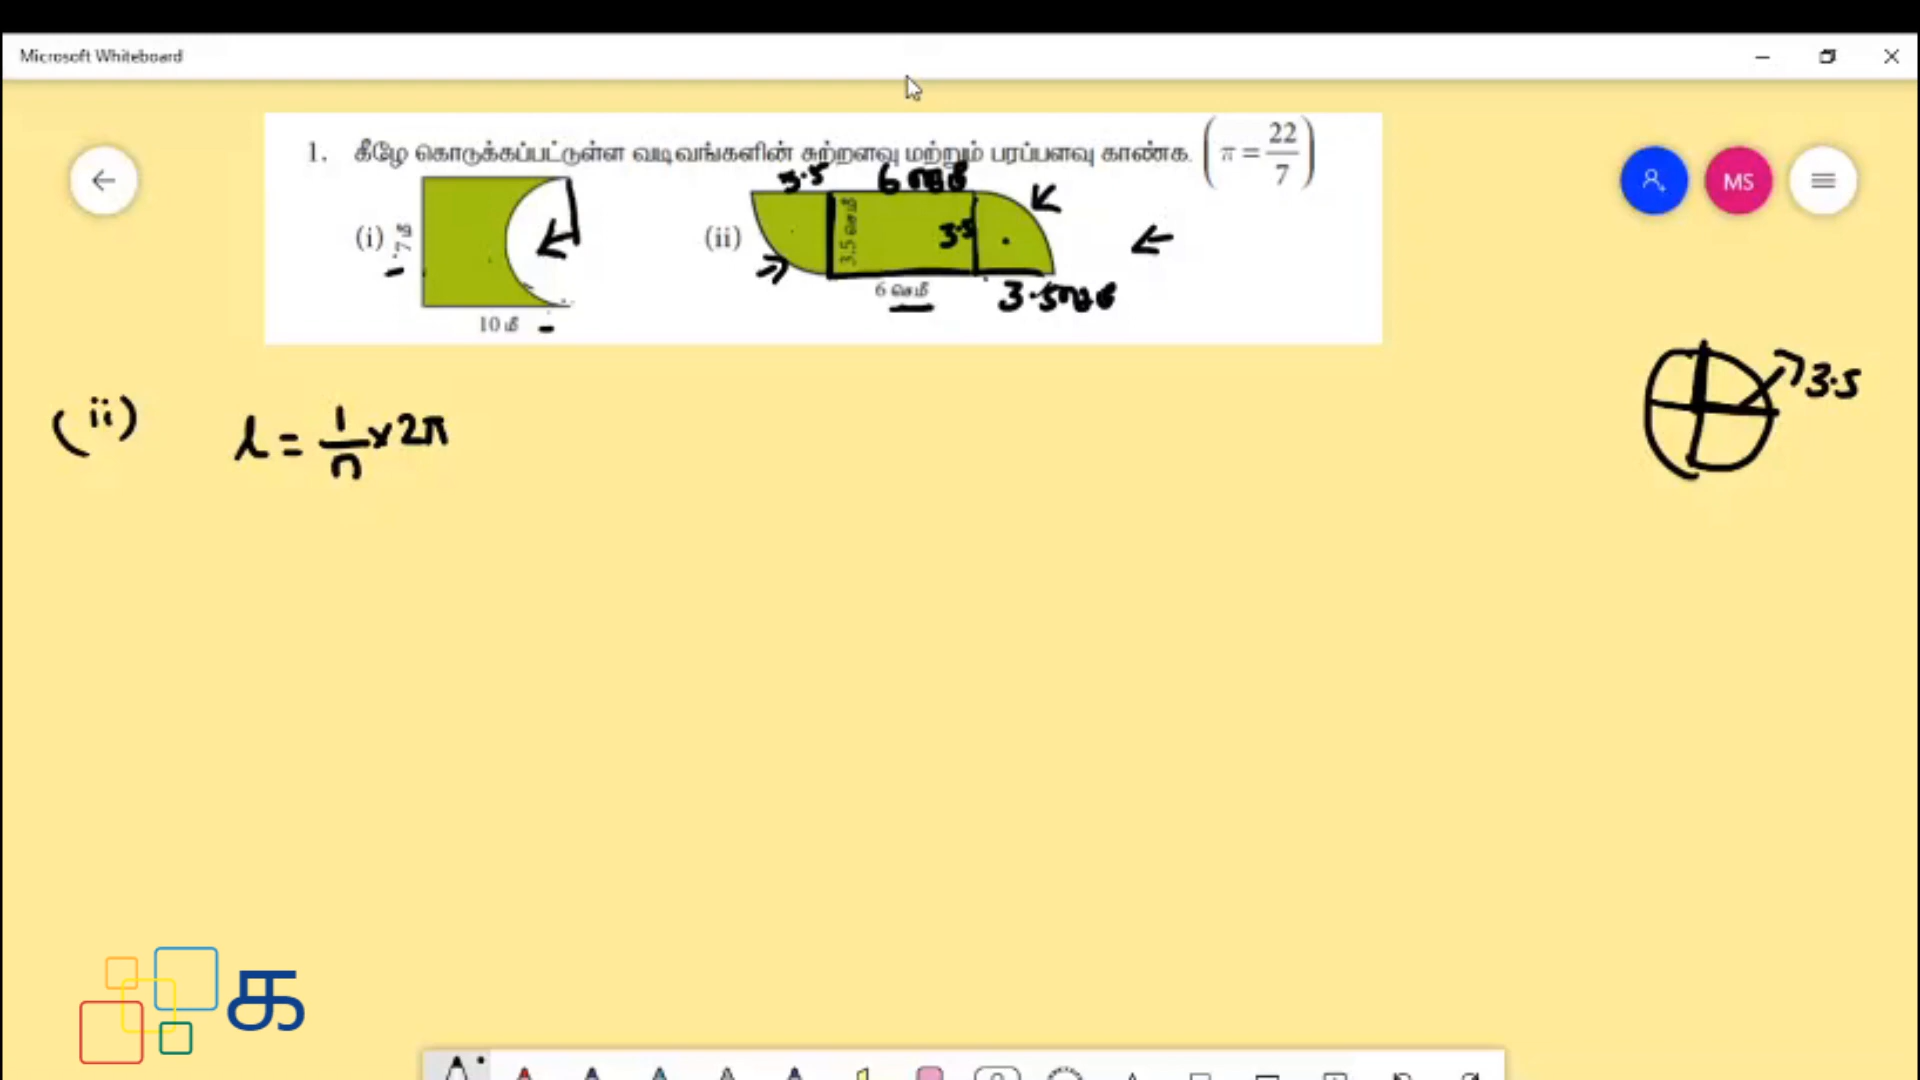 Microsoft Whiteboard
1. கீழே கொடுக்கப்பட்டுள்ள வடிவங்களின் சுற்றளவு மற்றும் பரப்பளவு காண்க. (π = 22/7)
3.5 6 செமீ
(i) 7 மீ (ii) 3.5 செமீ 3.5
MS
10 மீ 6 செமீ 3.5செமீ
3.5
(ii) l = 1/n × 2π
க